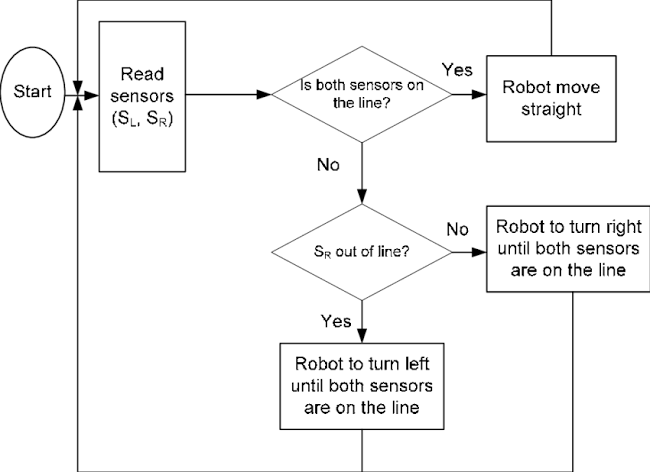 Start
Read
sensors
(SL, SR)
Is both sensors on
the line?
Yes
Robot move
straight
No
SR out of line?
No
Robot to turn right
until both sensors
are on the line
Yes
Robot to turn left
until both sensors
are on the line